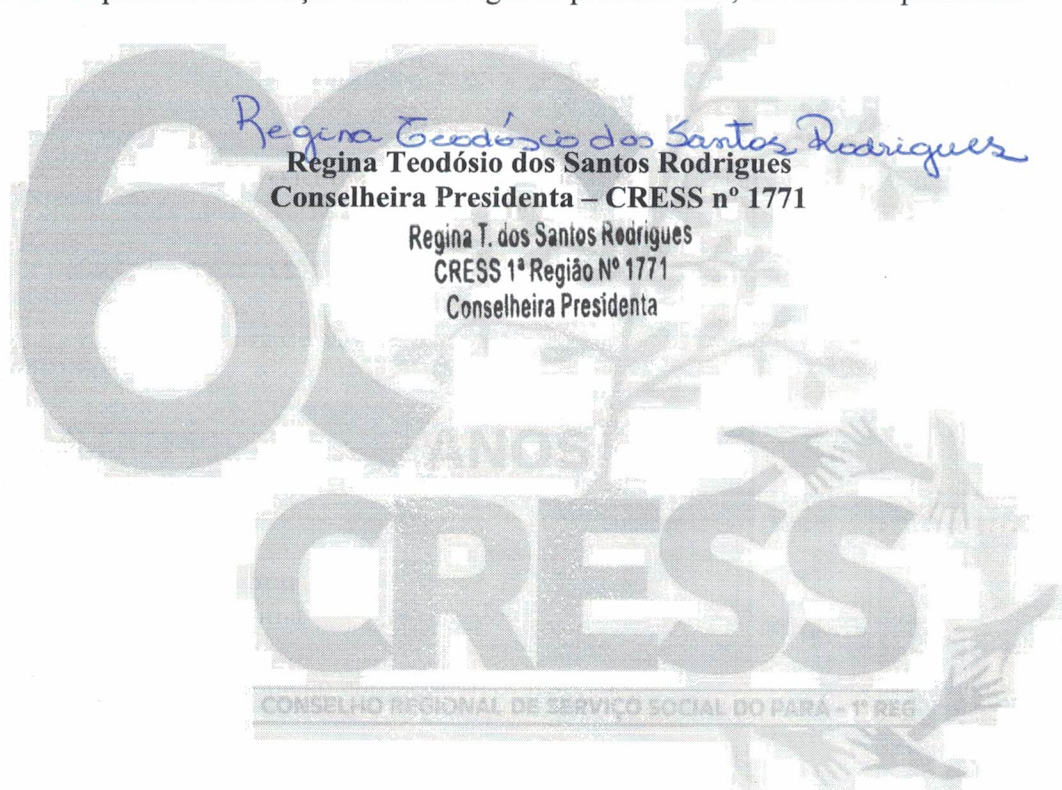 Regina Teodósio dos Santos Rodrigues
Regina Teodósio dos Santos Rodrigues
Conselheira Presidenta – CRESS nº 1771
Regina T. dos Santos Rodrigues
CRESS 1ª Região Nº 1771
Conselheira Presidenta
60
ANOS
CRESS
CONSELHO REGIONAL DE SERVIÇO SOCIAL DO PARÁ - 1ª REG